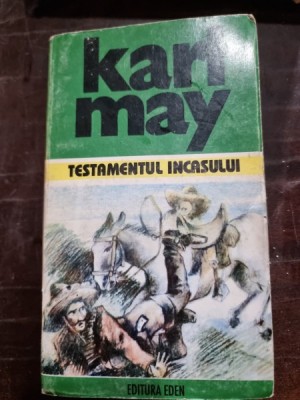 karl
may
TESTAMENTUL INCASULUI
EDITURA EDEN